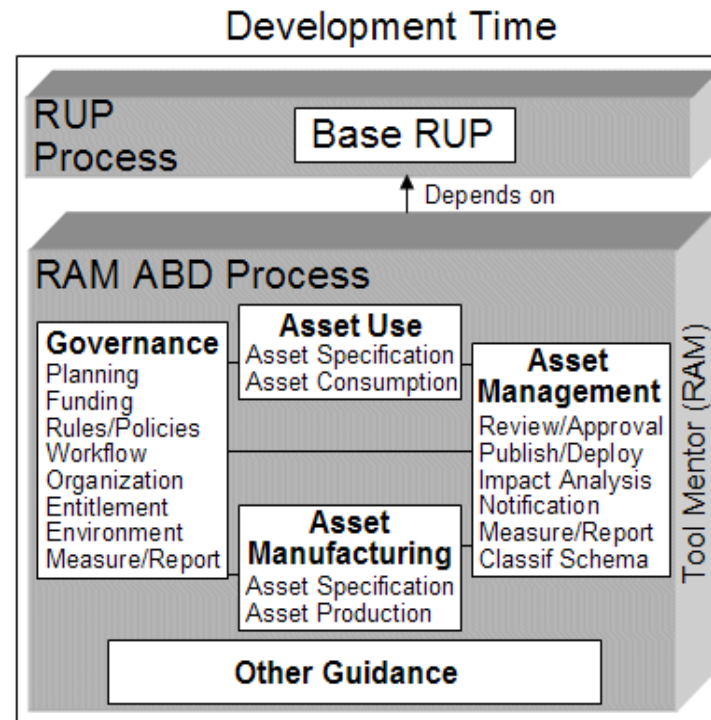 Development Time
RUP
Process
Base RUP
Depends on
RAM ABD Process
Governance
Planning
Funding
Rules/Policies
Workflow
Organization
Entitlement
Environment
Measure/Report
Asset Use
Asset Specification
Asset Consumption
Asset
Manufacturing
Asset Specification
Asset Production
Asset
Management
Review/Approval
Publish/Deploy
Impact Analysis
Notification
Measure/Report
Classif Schema
Other Guidance
Tool Mentor (RAM)